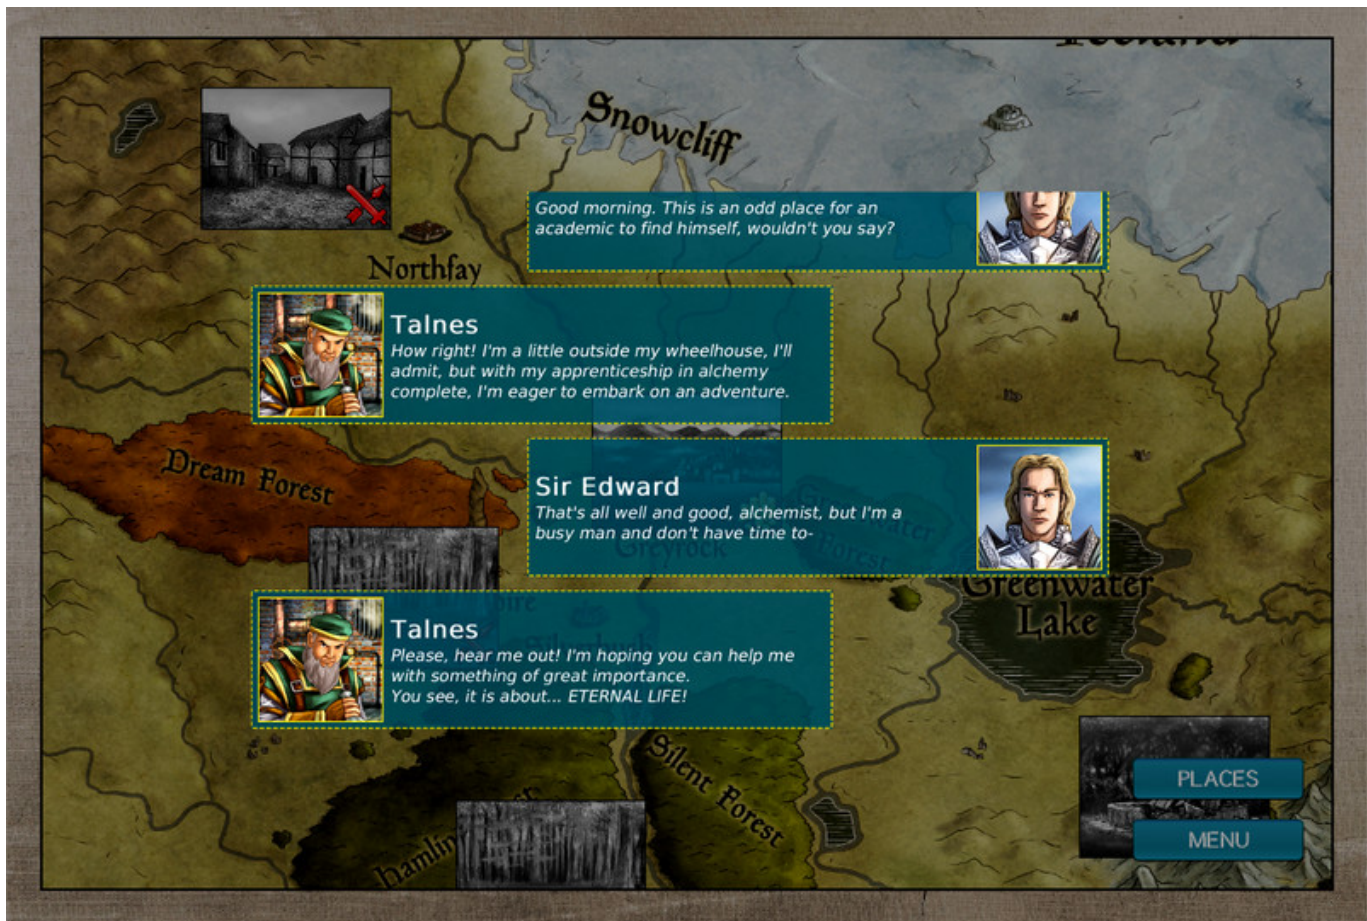 Snowcliff
Good morning. This is an odd place for an
academic to find himself, wouldn't you say?
Northfay
Talnes
How right! I'm a little outside my wheelhouse, I'll
admit, but with my apprenticeship in alchemy
complete, I'm eager to embark on an adventure.
Dream Forest
Sir Edward
That's all well and good, alchemist, but I'm a
busy man and don't have time to-
Greenwater
Forest
Greyrock
Greenwater
Lake
Talnes
Please, hear me out! I'm hoping you can help me
with something of great importance.
You see, it is about... ETERNAL LIFE!
Silent Forest
PLACES
MENU